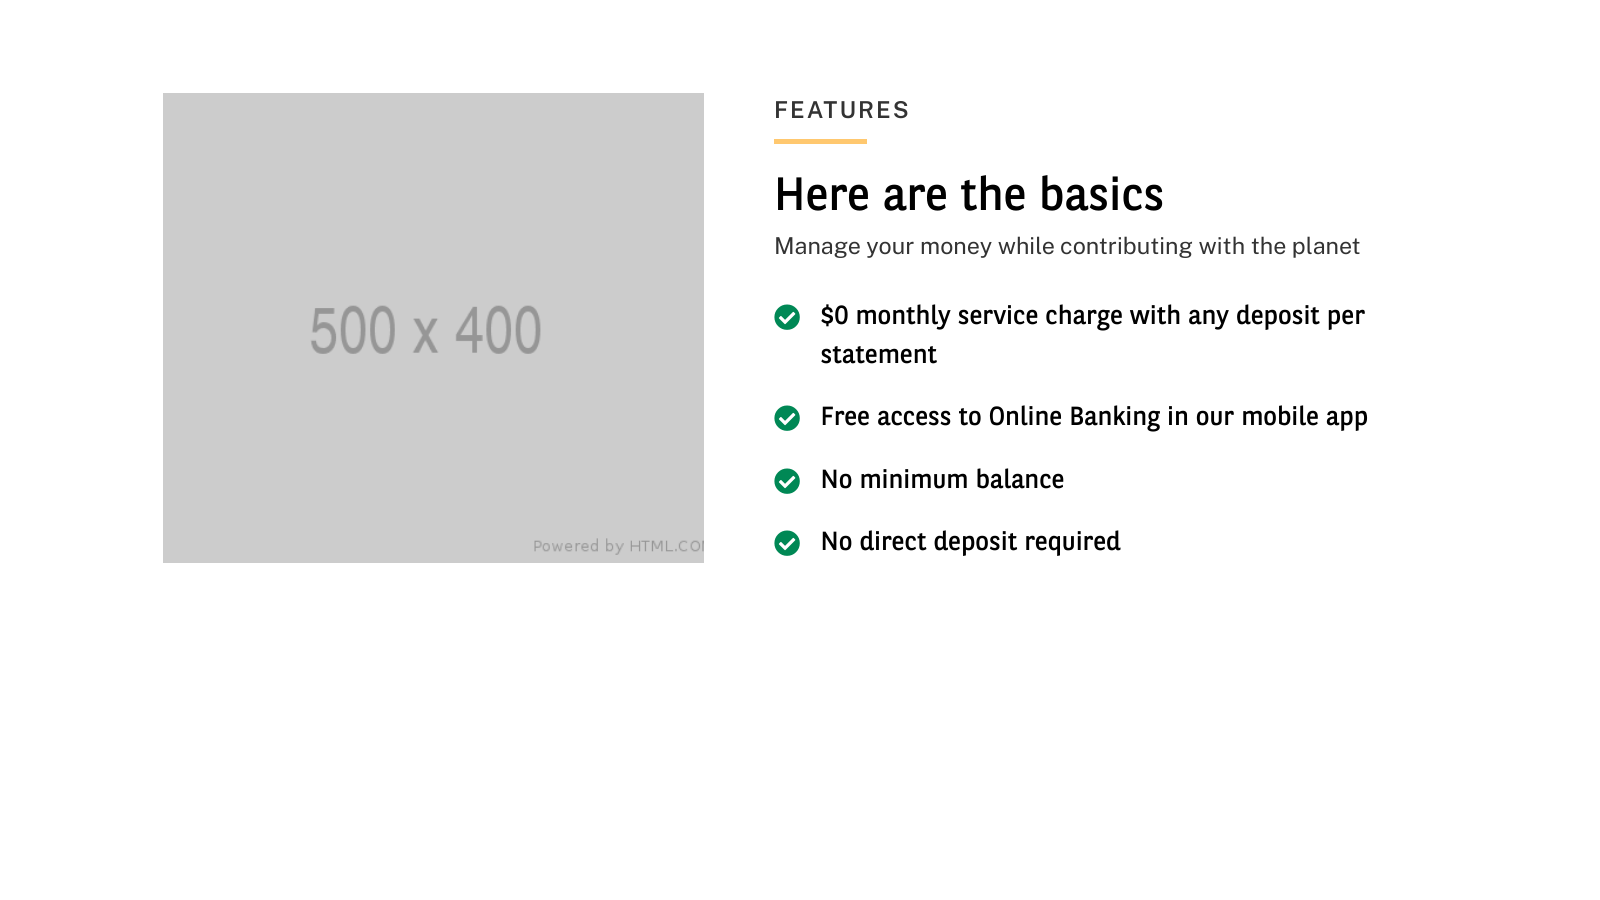 500 x 400
Powered by HTML.CO
FEATURES
Here are the basics
Manage your money while contributing with the planet
$0 monthly service charge with any deposit per
statement
Free access to Online Banking in our mobile app
No minimum balance
No direct deposit required